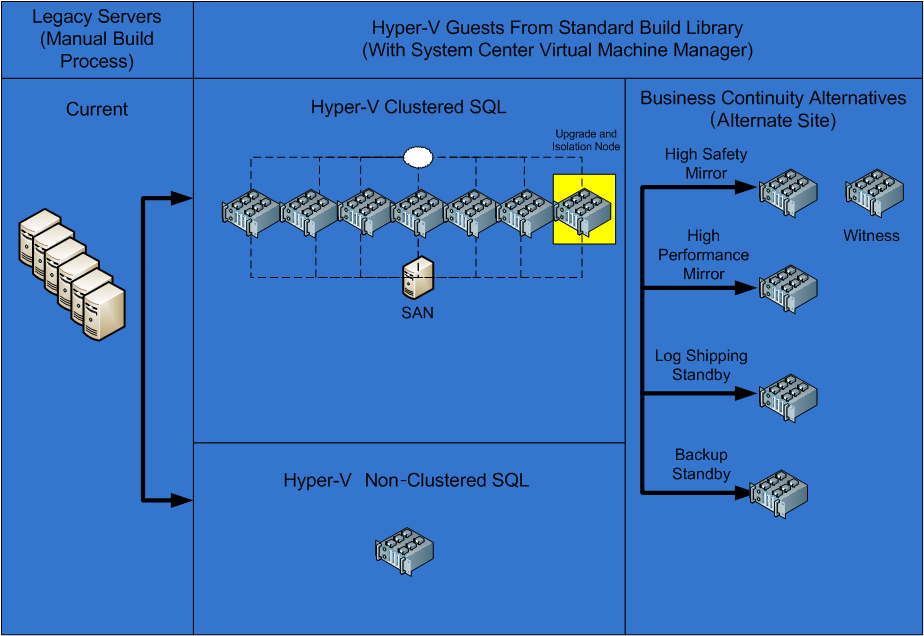 Legacy Servers
(Manual Build
Process)
Hyper-V Guests From Standard Build Library
(With System Center Virtual Machine Manager)
Current
Hyper-V Clustered SQL
Upgrade and
Isolation Node
SAN
Hyper-V Non-Clustered SQL
Business Continuity Alternatives
(Alternate Site)
High Safety
Mirror
Witness
High
Performance
Mirror
Log Shipping
Standby
Backup
Standby